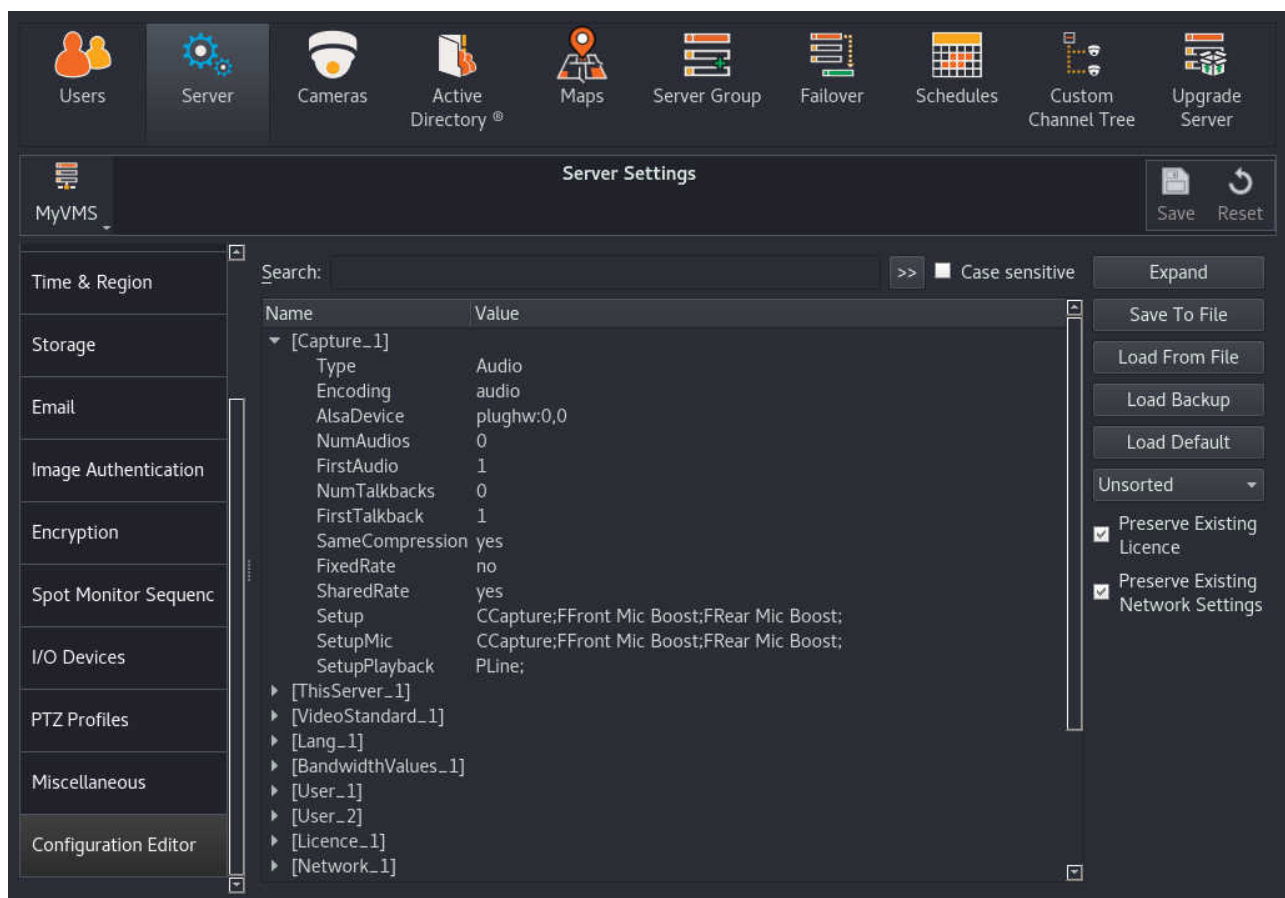 Users
Server
Cameras
Active
Directory ®
Maps
Server Group
Failover
Schedules
Custom
Channel Tree
Upgrade
Server
MyVMS
Server Settings
Save
Reset
Time & Region
Storage
Email
Image Authentication
Encryption
Spot Monitor Sequenc
I/O Devices
PTZ Profiles
Miscellaneous
Configuration Editor
Search:
>>
Case sensitive
Name Value
[Capture_1]
Type Audio
Encoding audio
AlsaDevice plughw:0,0
NumAudios 0
FirstAudio 1
NumTalkbacks 0
FirstTalkback 1
SameCompression yes
FixedRate no
SharedRate yes
Setup CCapture;FFront Mic Boost;FRear Mic Boost;
SetupMic CCapture;FFront Mic Boost;FRear Mic Boost;
SetupPlayback PLine;
[ThisServer_1]
[VideoStandard_1]
[Lang_1]
[BandwidthValues_1]
[User_1]
[User_2]
[Licence_1]
[Network_1]
Expand
Save To File
Load From File
Load Backup
Load Default
Unsorted
Preserve Existing
Licence
Preserve Existing
Network Settings